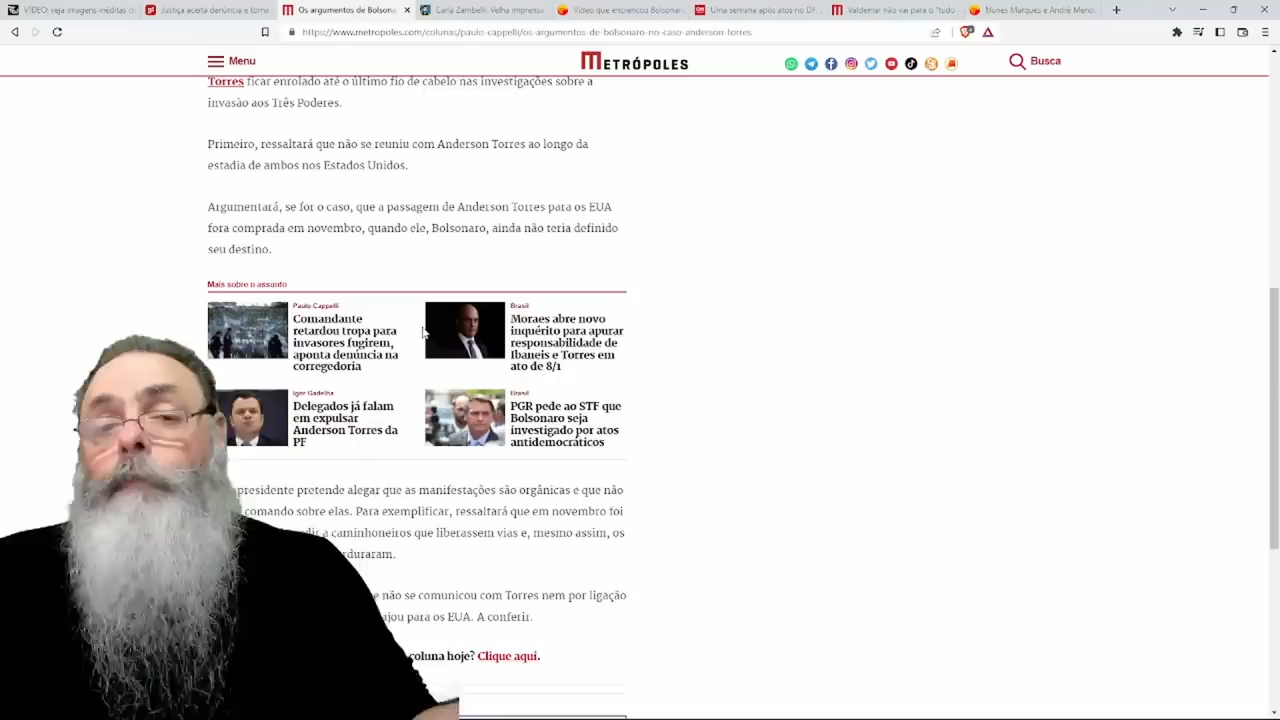 VÍDEO: veja imagens inéditas d
Justiça aceita denúncia e torna
Os argumentos de Bolsona
Carla Zambelli. Velha imprensa
Vídeo que encrencou Bolsonar
Uma semana após atos no DF,
Valdemar não vai para o "tudo
Nunes Marques e André Mend
https://www.metropoles.com/colunas/paulo-cappelli/os-argumentos-de-bolsonaro-no-caso-anderson-torres
Menu
METRÓPOLES
Busca
Torres ficar enrolado até o último fio de cabelo nas investigações sobre a
invasão aos Três Poderes.
Primeiro, ressaltará que não se reuniu com Anderson Torres ao longo da
estadia de ambos nos Estados Unidos.
Argumentará, se for o caso, que a passagem de Anderson Torres para os EUA
fora comprada em novembro, quando ele, Bolsonaro, ainda não teria definido
seu destino.
Mais sobre o assunto
Paulo Cappelli
Comandante
retardou tropa para
invasores fugirem,
aponta denúncia na
corregedoria
Brasil
Moraes abre novo
inquérito para apurar
responsabilidade de
Ibaneis e Torres em
ato de 8/1
Igor Gadelha
Delegados já falam
em expulsar
Anderson Torres da
PF
Brasil
PGR pede ao STF que
Bolsonaro seja
investigado por atos
antidemocráticos
presidente pretende alegar que as manifestações são orgânicas e que não
comando sobre elas. Para exemplificar, ressaltará que em novembro foi
a caminhoneiros que liberassem vias e, mesmo assim, os
não se comunicou com Torres nem por ligação
para os EUA. A conferir.
coluna hoje? Clique aqui.